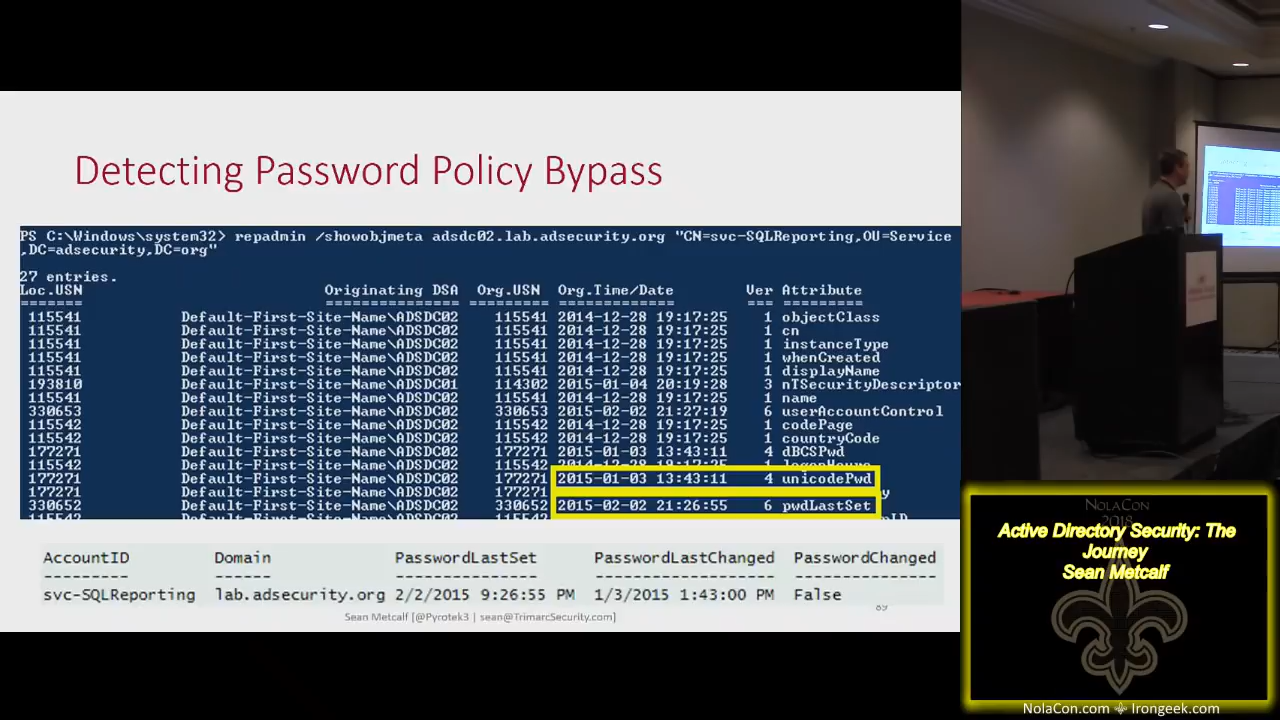 Detecting Password Policy Bypass
PS C:\Windows\system32> repadmin /showobjmeta adsdc02.lab.adsecurity.org "CN=svc-SQLReporting,OU=Service
,DC=adsecurity,DC=org"
27 entries.
Loc.USN Originating DSA Org.USN Org.Time/Date Ver Attribute
======= =============== ========= ============= === =========
115541 Default-First-Site-Name\ADSDC02 115541 2014-12-28 19:17:25 1 objectClass
115541 Default-First-Site-Name\ADSDC02 115541 2014-12-28 19:17:25 1 cn
115541 Default-First-Site-Name\ADSDC02 115541 2014-12-28 19:17:25 1 instanceType
115541 Default-First-Site-Name\ADSDC02 115541 2014-12-28 19:17:25 1 whenCreated
115541 Default-First-Site-Name\ADSDC02 115541 2014-12-28 19:17:25 1 displayName
193810 Default-First-Site-Name\ADSDC01 114302 2015-01-04 20:19:28 3 nTSecurityDescriptor
115541 Default-First-Site-Name\ADSDC02 115541 2014-12-28 19:17:25 1 name
330653 Default-First-Site-Name\ADSDC02 330653 2015-02-02 21:27:19 6 userAccountControl
115542 Default-First-Site-Name\ADSDC02 115542 2014-12-28 19:17:25 1 codePage
115542 Default-First-Site-Name\ADSDC02 115542 2014-12-28 19:17:25 1 countryCode
177271 Default-First-Site-Name\ADSDC02 177271 2015-01-03 13:43:11 4 dBCSPwd
115542 Default-First-Site-Name\ADSDC02 115542 2014-12-28 19:17:25 1 logonHours
177271 Default-First-Site-Name\ADSDC02 177271 2015-01-03 13:43:11 4 unicodePwd
177271 Default-First-Site-Name\ADSDC02 177271
330652 Default-First-Site-Name\ADSDC02 330652 2015-02-02 21:26:55 6 pwdLastSet
AccountID Domain PasswordLastSet PasswordLastChanged PasswordChanged
--------- ------ --------------- ------------------- ---------------
svc-SQLReporting lab.adsecurity.org 2/2/2015 9:26:55 PM 1/3/2015 1:43:00 PM False
89
Sean Metcalf [@Pyrotek3 | sean@TrimarcSecurity.com]
NOLACON
2018
Active Directory Security: The
Journey
Sean Metcalf
NolaCon.com Irongeek.com